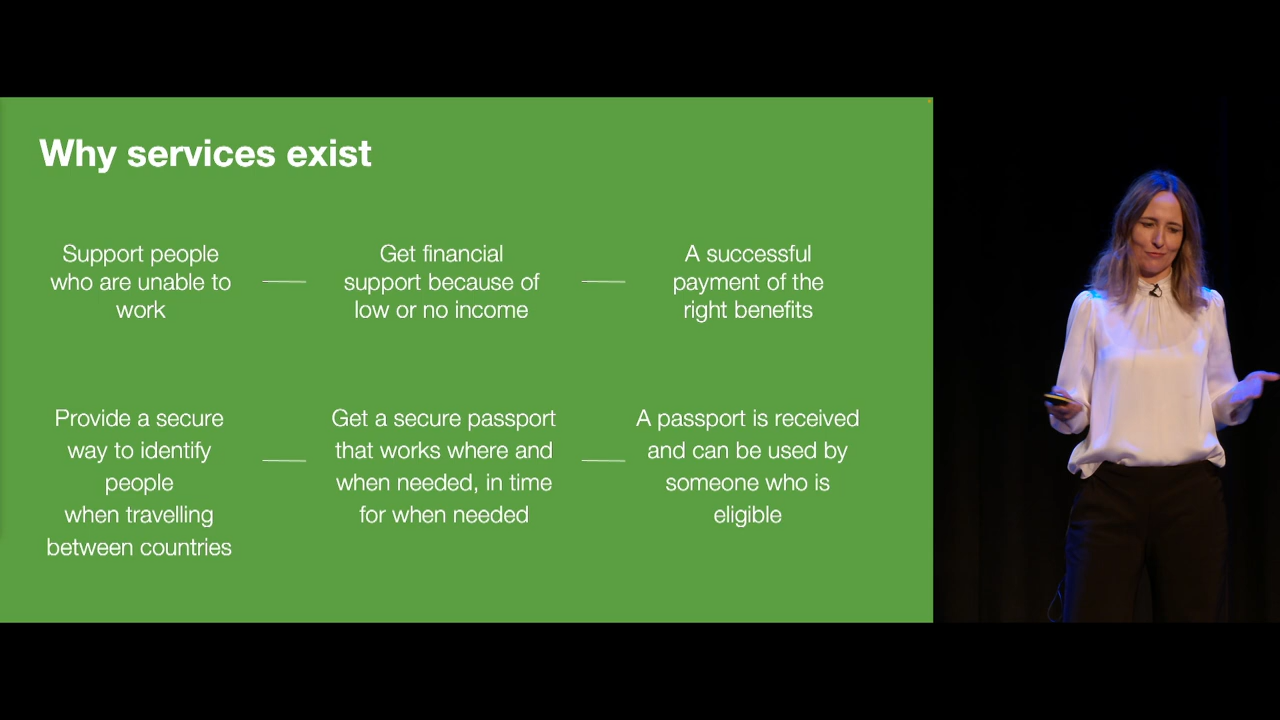 Why services exist
Support people
who are unable to
work
Get financial
support because of
low or no income
A successful
payment of the
right benefits
Provide a secure
way to identify
people
when travelling
between countries
Get a secure passport
that works where and
when needed, in time
for when needed
A passport is received
and can be used by
someone who is
eligible